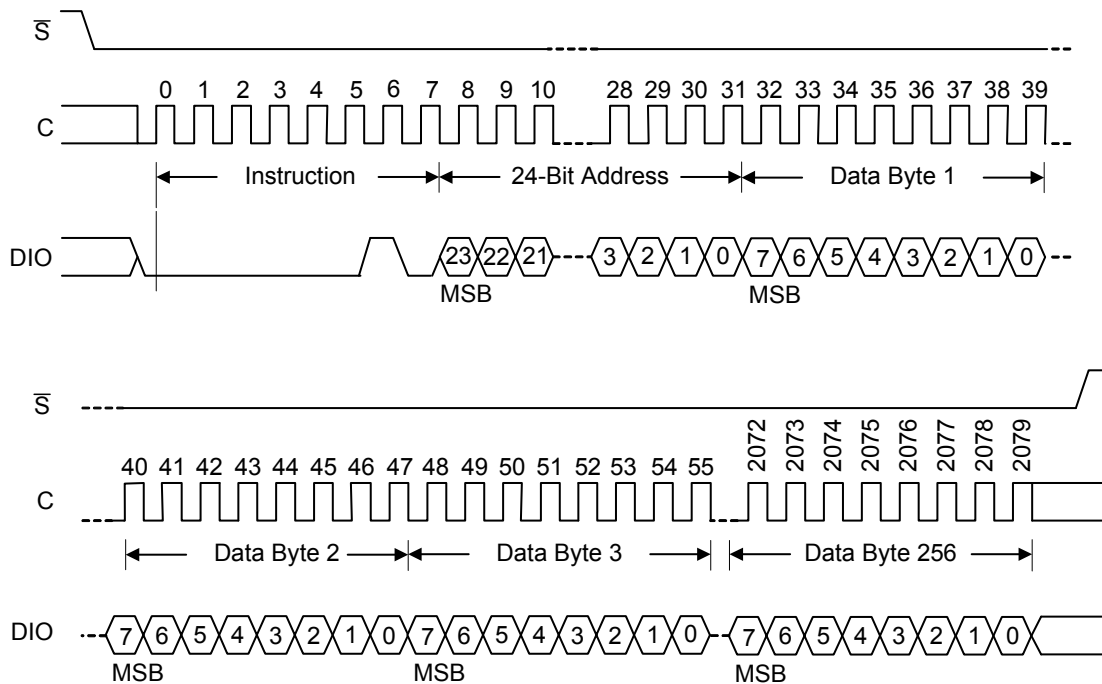 S̅
0 1 2 3 4 5 6 7 8 9 10 28 29 30 31 32 33 34 35 36 37 38 39
C
Instruction 24-Bit Address Data Byte 1
DIO 23 22 21 3 2 1 0 7 6 5 4 3 2 1 0
MSB MSB
S̅
2072 2073 2074 2075 2076 2077 2078 2079
40 41 42 43 44 45 46 47 48 49 50 51 52 53 54 55
C
Data Byte 2 Data Byte 3 Data Byte 256
DIO 7 6 5 4 3 2 1 0 7 6 5 4 3 2 1 0 7 6 5 4 3 2 1 0
MSB MSB MSB